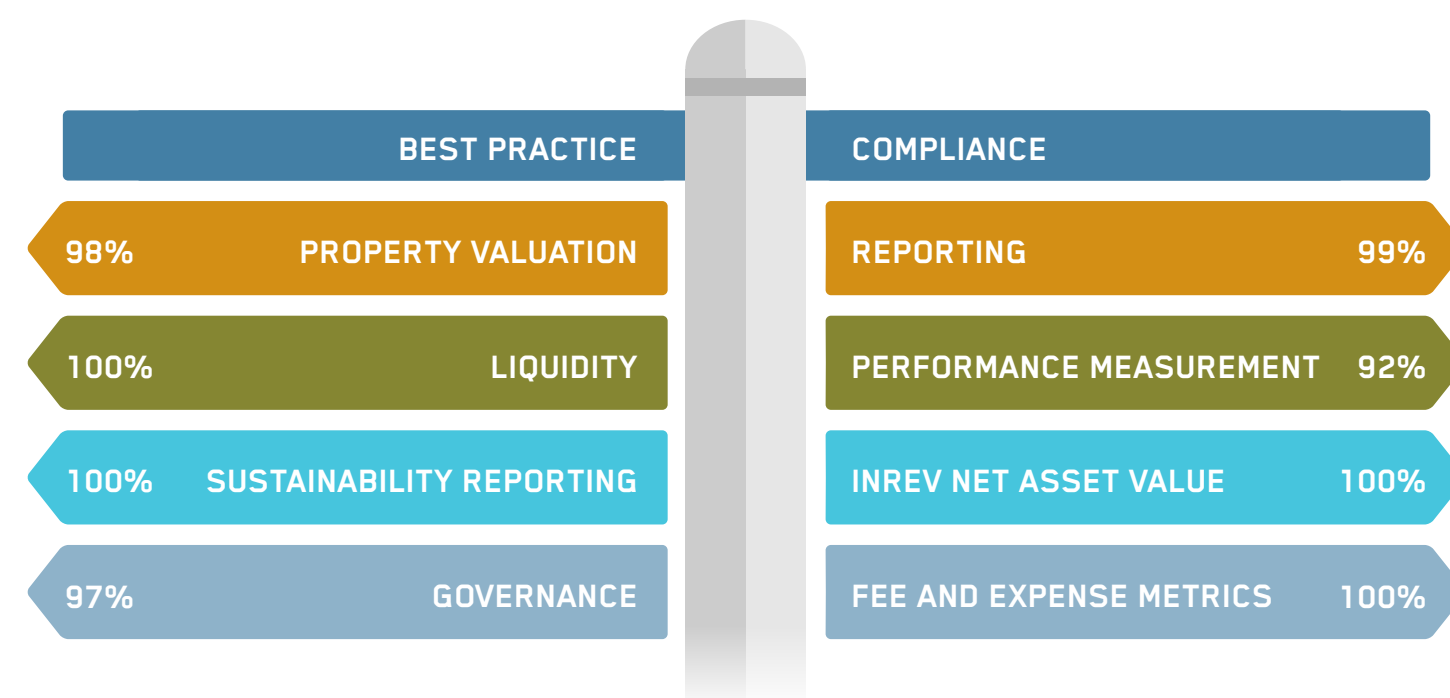 BEST PRACTICE
98% PROPERTY VALUATION
100% LIQUIDITY
100% SUSTAINABILITY REPORTING
97% GOVERNANCE
COMPLIANCE
REPORTING 99%
PERFORMANCE MEASUREMENT 92%
INREV NET ASSET VALUE 100%
FEE AND EXPENSE METRICS 100%